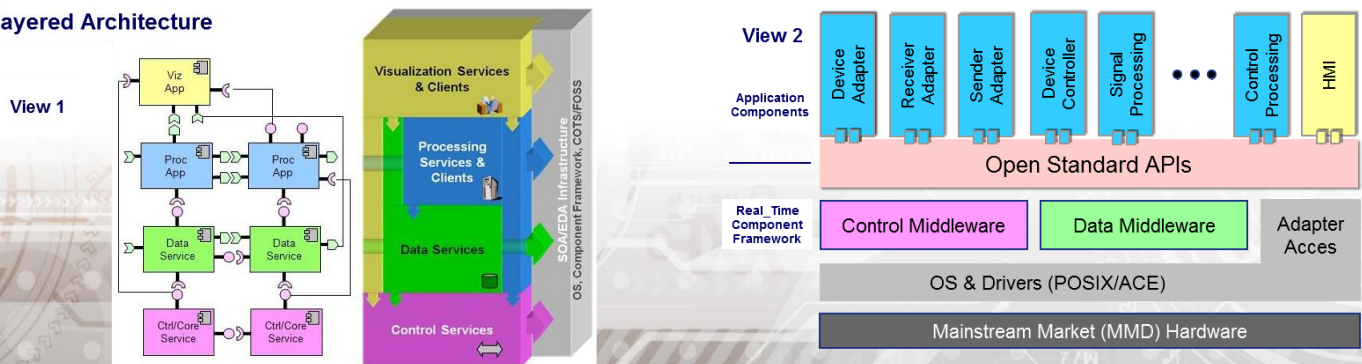 ayered Architecture
View 1
Viz
App
Proc
App
Proc
App
Data
Service
Data
Service
Ctrl/Core
Service
Ctrl/Core
Service
Visualization Services
& Clients
Processing
Services &
Clients
Data Services
Control Services
SOA/EDA Infrastructure
OS, Component Framework, COTS/FOSS
View 2
Application
Components
Device
Adapter
Receiver
Adapter
Sender
Adapter
Device
Controller
Signal
Processing
Control
Processing
HMI
Open Standard APIs
Real_Time
Component
Framework
Control Middleware
Data Middleware
Adapter
Acces
OS & Drivers (POSIX/ACE)
Mainstream Market (MMD) Hardware